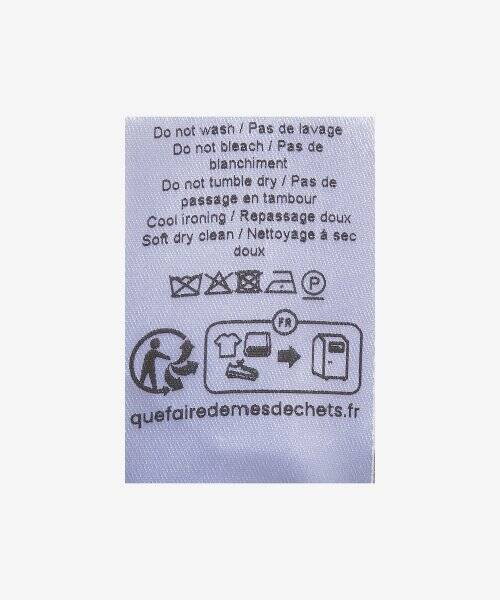 Do not wash / Pas de lavage
Do not bleach / Pas de
blanchiment
Do not tumble dry / Pas de
passage en tambour
Cool ironing / Repassage doux
Soft dry clean / Nettoyage à sec
doux
P
FR
quefairedemesdechets.fr